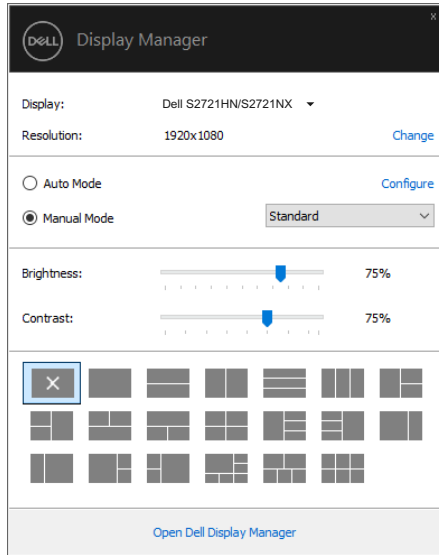 x
DELL Display Manager
Display: Dell S2721HN/S2721NX
Resolution: 1920x1080 Change
Auto Mode Configure
Manual Mode Standard
Brightness: 75%
Contrast: 75%
Open Dell Display Manager